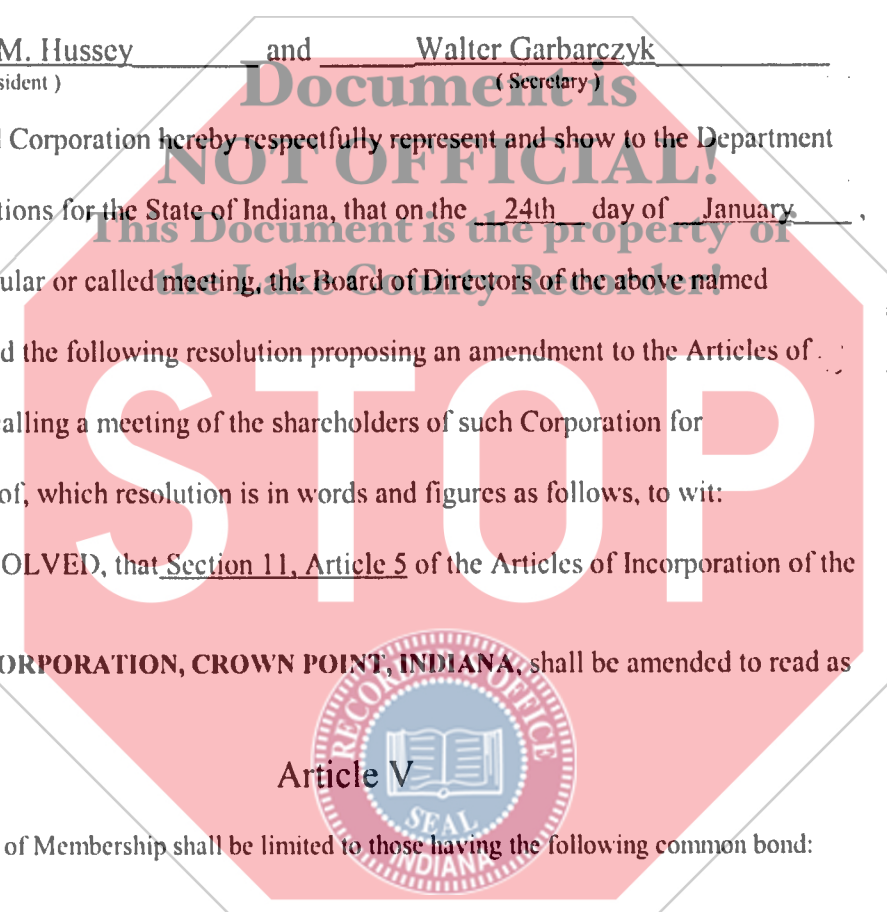 M. Hussey and Walter Garbarczyk
sident ) ( Secretary )
Document is
Corporation hereby respectfully represent and show to the Department
NOT OFFICIAL!
tions for the State of Indiana, that on the 24th day of January ,
This Document is the property of
ular or called meeting, the Board of Directors of the above named
the Lake County Recorder!
d the following resolution proposing an amendment to the Articles of
alling a meeting of the shareholders of such Corporation for
of, which resolution is in words and figures as follows, to wit:
STOP
OLVED, that Section 11, Article 5 of the Articles of Incorporation of the
ORPORATION, CROWN POINT, INDIANA, shall be amended to read as
RECORDER'S OFFICE
Article V
SEAL
of Membership shall be limited to those having the following common bond:
INDIANA